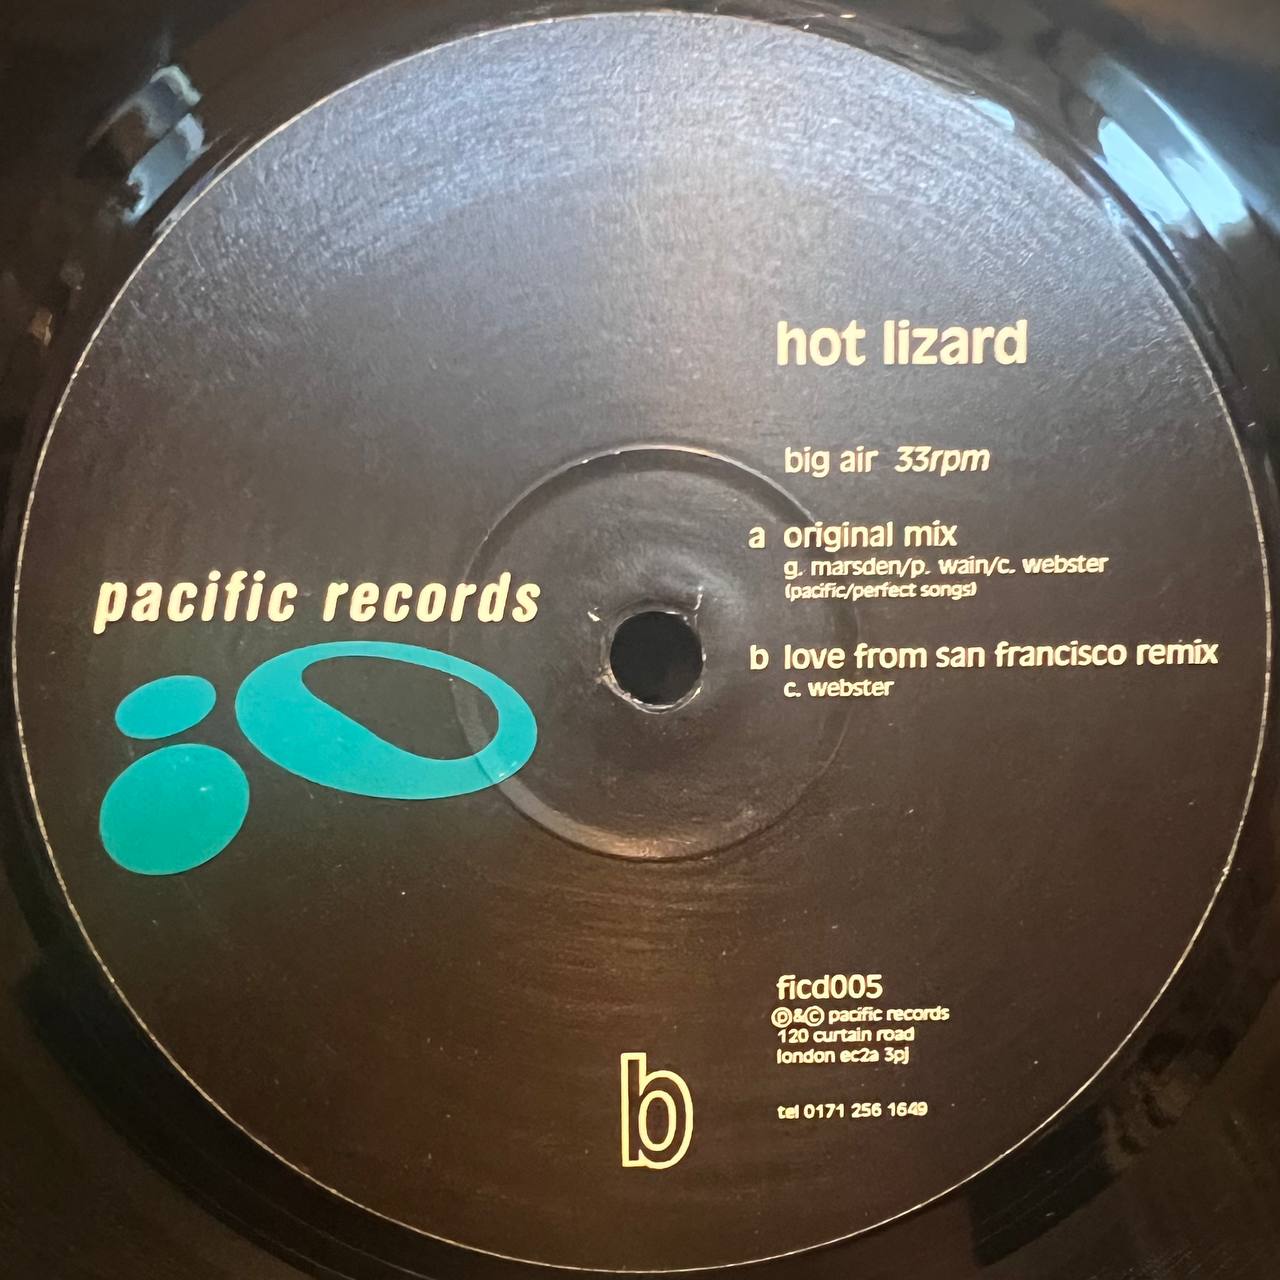 hot lizard
big air 33rpm
a original mix
g. marsden/p. wain/c. webster
(pacific/perfect songs)
b love from san francisco remix
c. webster
pacific records
ficd005
℗&© pacific records
120 curtain road
london ec2a 3pj
tel 0171 256 1649
b